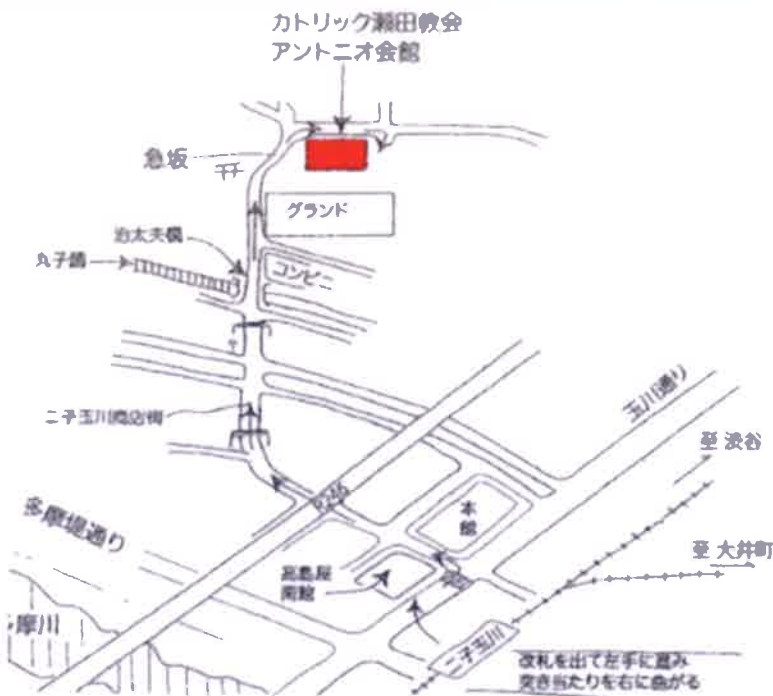 カトリック瀬田教会
アントニオ会館
急坂
グランド
治太夫橋
丸子
コンビニ
二子玉川商店街
玉川通り
至 渋谷
R246
多摩堤通り
本館
高島屋
南館
至 大井町
摩川
二子玉川
改札を出て左手に進み
突き当たりを右に曲がる